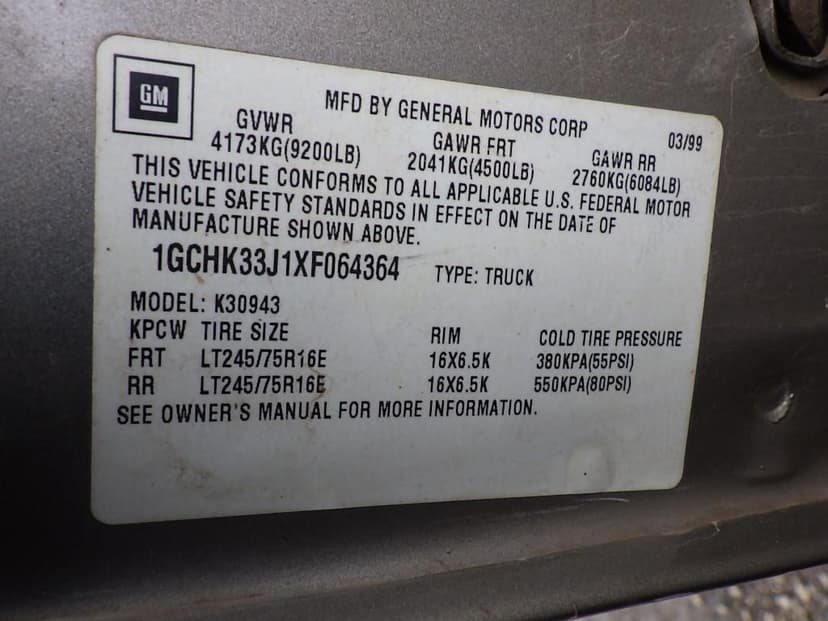 GM
MFD BY GENERAL MOTORS CORP 03/99
GVWR GAWR FRT GAWR RR
4173KG(9200LB) 2041KG(4500LB) 2760KG(6084LB)
THIS VEHICLE CONFORMS TO ALL APPLICABLE U.S. FEDERAL MOTOR
VEHICLE SAFETY STANDARDS IN EFFECT ON THE DATE OF
MANUFACTURE SHOWN ABOVE.
1GCHK33J1XF064364 TYPE: TRUCK
MODEL: K30943
KPCW TIRE SIZE RIM COLD TIRE PRESSURE
FRT LT245/75R16E 16X6.5K 380KPA(55PSI)
RR LT245/75R16E 16X6.5K 550KPA(80PSI)
SEE OWNER'S MANUAL FOR MORE INFORMATION.